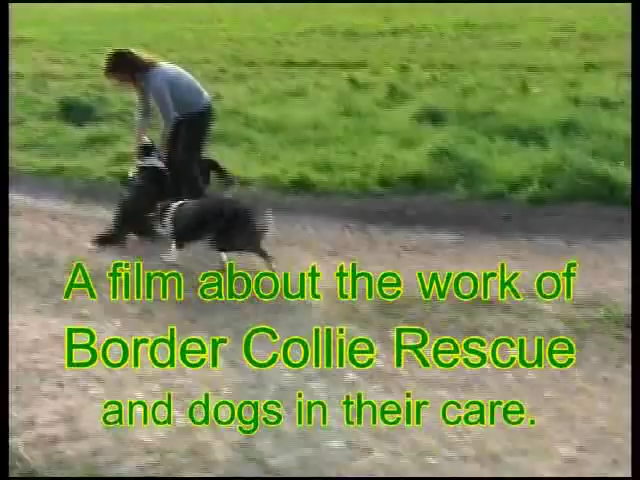 A film about the work of
Border Collie Rescue
and dogs in their care.